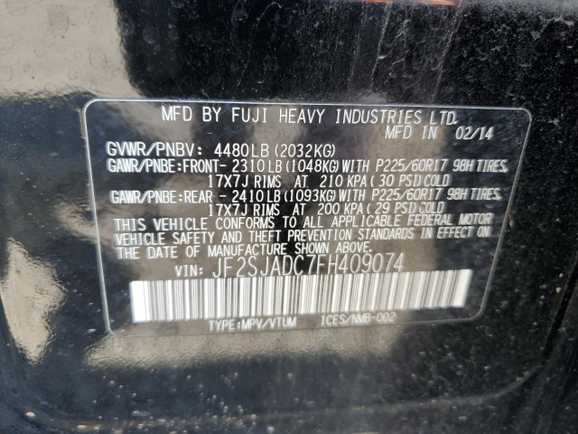 MFD BY FUJI HEAVY INDUSTRIES LTD.
MFD IN 02/14
GVWR/PNBV: 4480LB(2032KG)
GAWR/PNBE:FRONT-2310LB(1048KG)WITH P225/60R17 98H TIRES,
17X7J RIMS AT 210 KPA(30 PSI)COLD
GAWR/PNBE:REAR -2410LB(1093KG)WITH P225/60R17 98H TIRES,
17X7J RIMS AT 200 KPA(29 PSI)COLD
THIS VEHICLE CONFORMS TO ALL APPLICABLE FEDERAL MOTOR
VEHICLE SAFETY AND THEFT PREVENTION STANDARDS IN EFFECT ON
THE DATE OF MANUFACTURE SHOWN ABOVE.
VIN: JF2SJADC7FH409074
TYPE:MPV/VTUM ICES/NMB-002